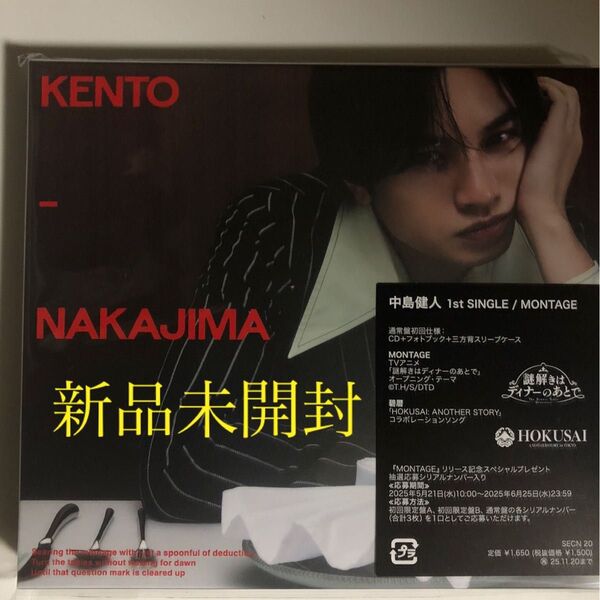 KENTO
-
NAKAJIMA
新品未開封
中島健人 1st SINGLE / MONTAGE
通常盤初回仕様:
CD+フォトブック+三方背スリーブケース
MONTAGE
TVアニメ
「謎解きはディナーのあとで」
オープニング・テーマ
©T.H/S/DTD
謎解きは
ディナーのあとで
碧暦
「HOKUSAI: ANOTHER STORY」
コラボレーションソング
HOKUSAI
『MONTAGE』リリース記念スペシャルプレゼント
抽選応募シリアルナンバー入り
≪応募期間≫
2025年5月21日(水)10:00〜2025年6月25日(水)23:59
≪応募方法≫
初回限定盤A、初回限定盤B、通常盤の各シリアルナンバー
(合計3枚)を1口としてご応募いただけます。
SECN 20
定価 ¥1,650 (税抜価格 ¥1,500)
再 25.11.20まで
a spoonful of deduction
for dawn
Until that question mark is cleared up